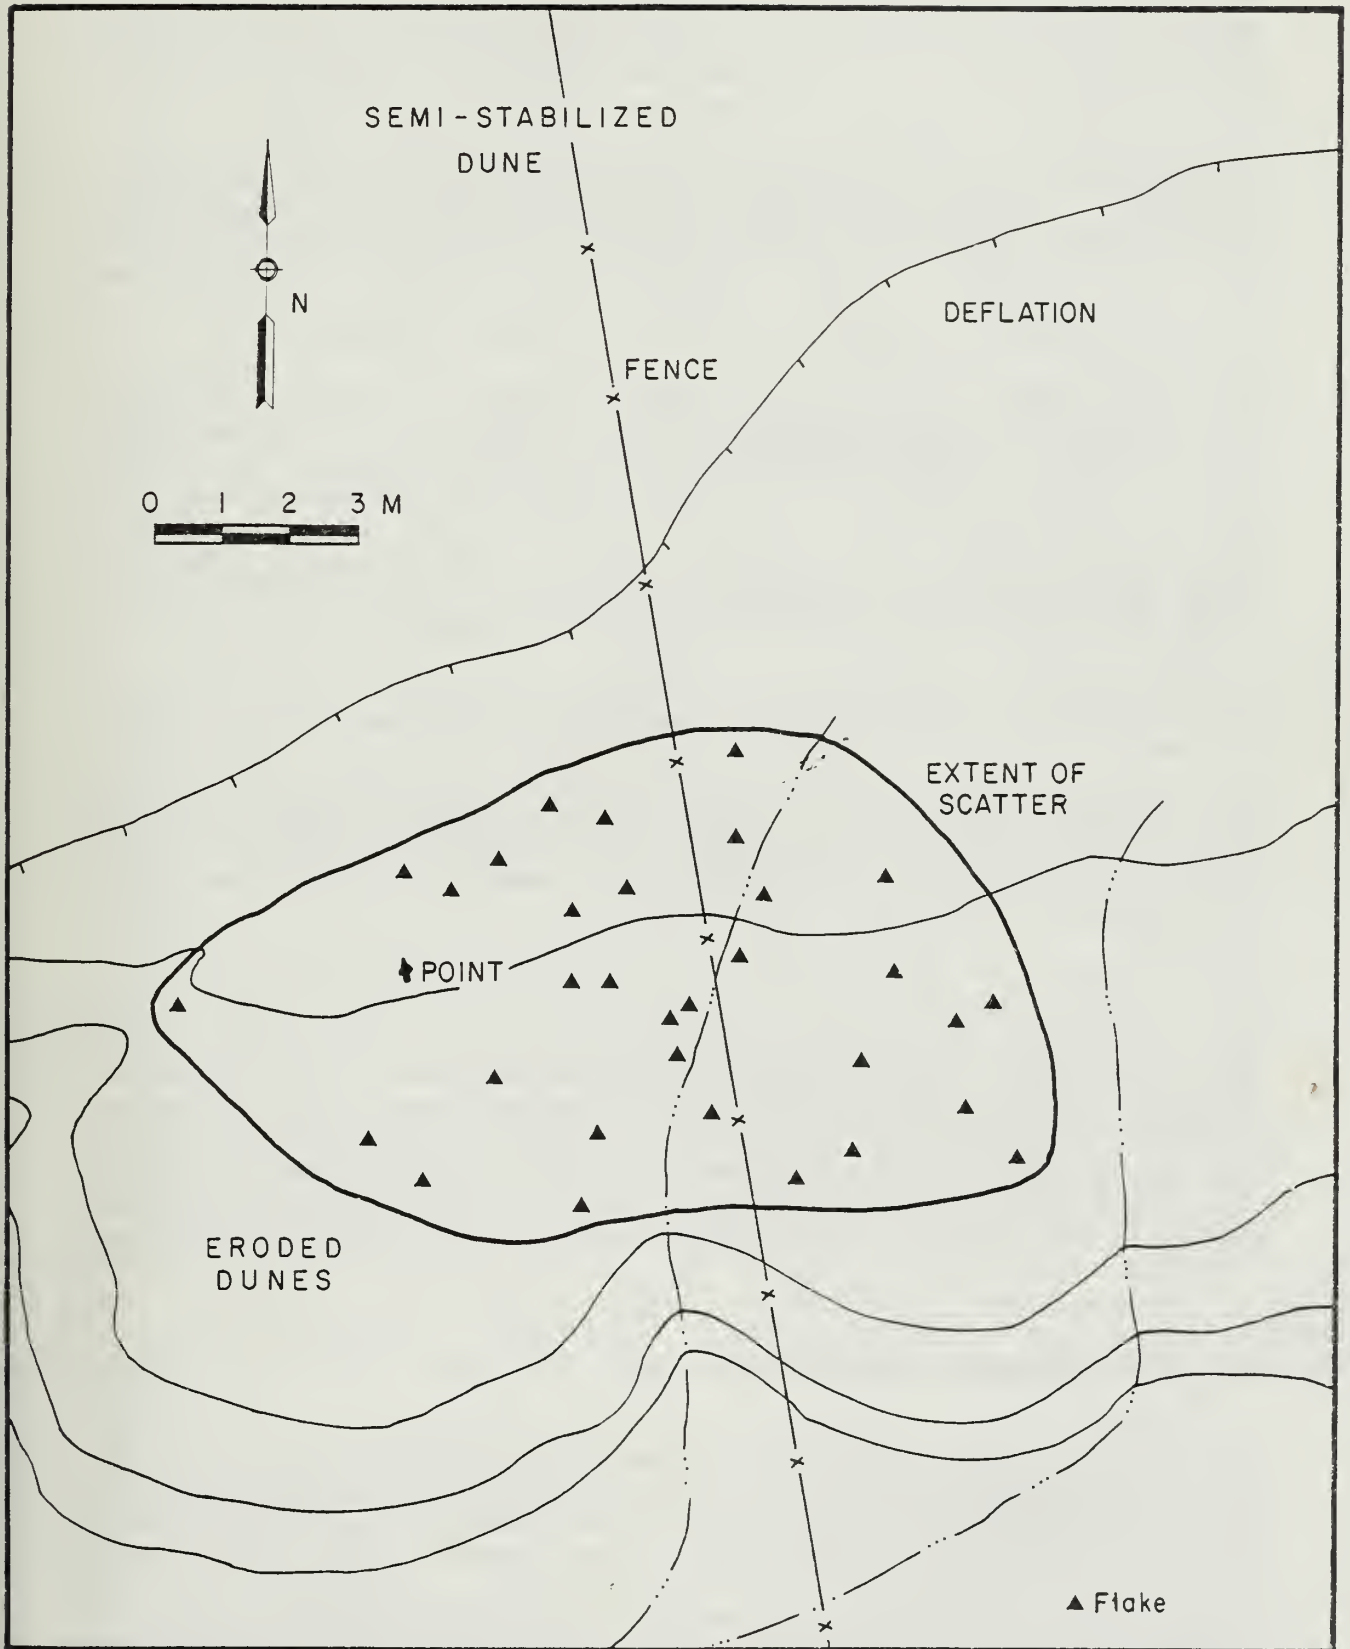 SEMI-STABILIZED
DUNE
N
DEFLATION
FENCE
0 1 2 3 M
EXTENT OF
SCATTER
POINT
ERODED
DUNES
Flake